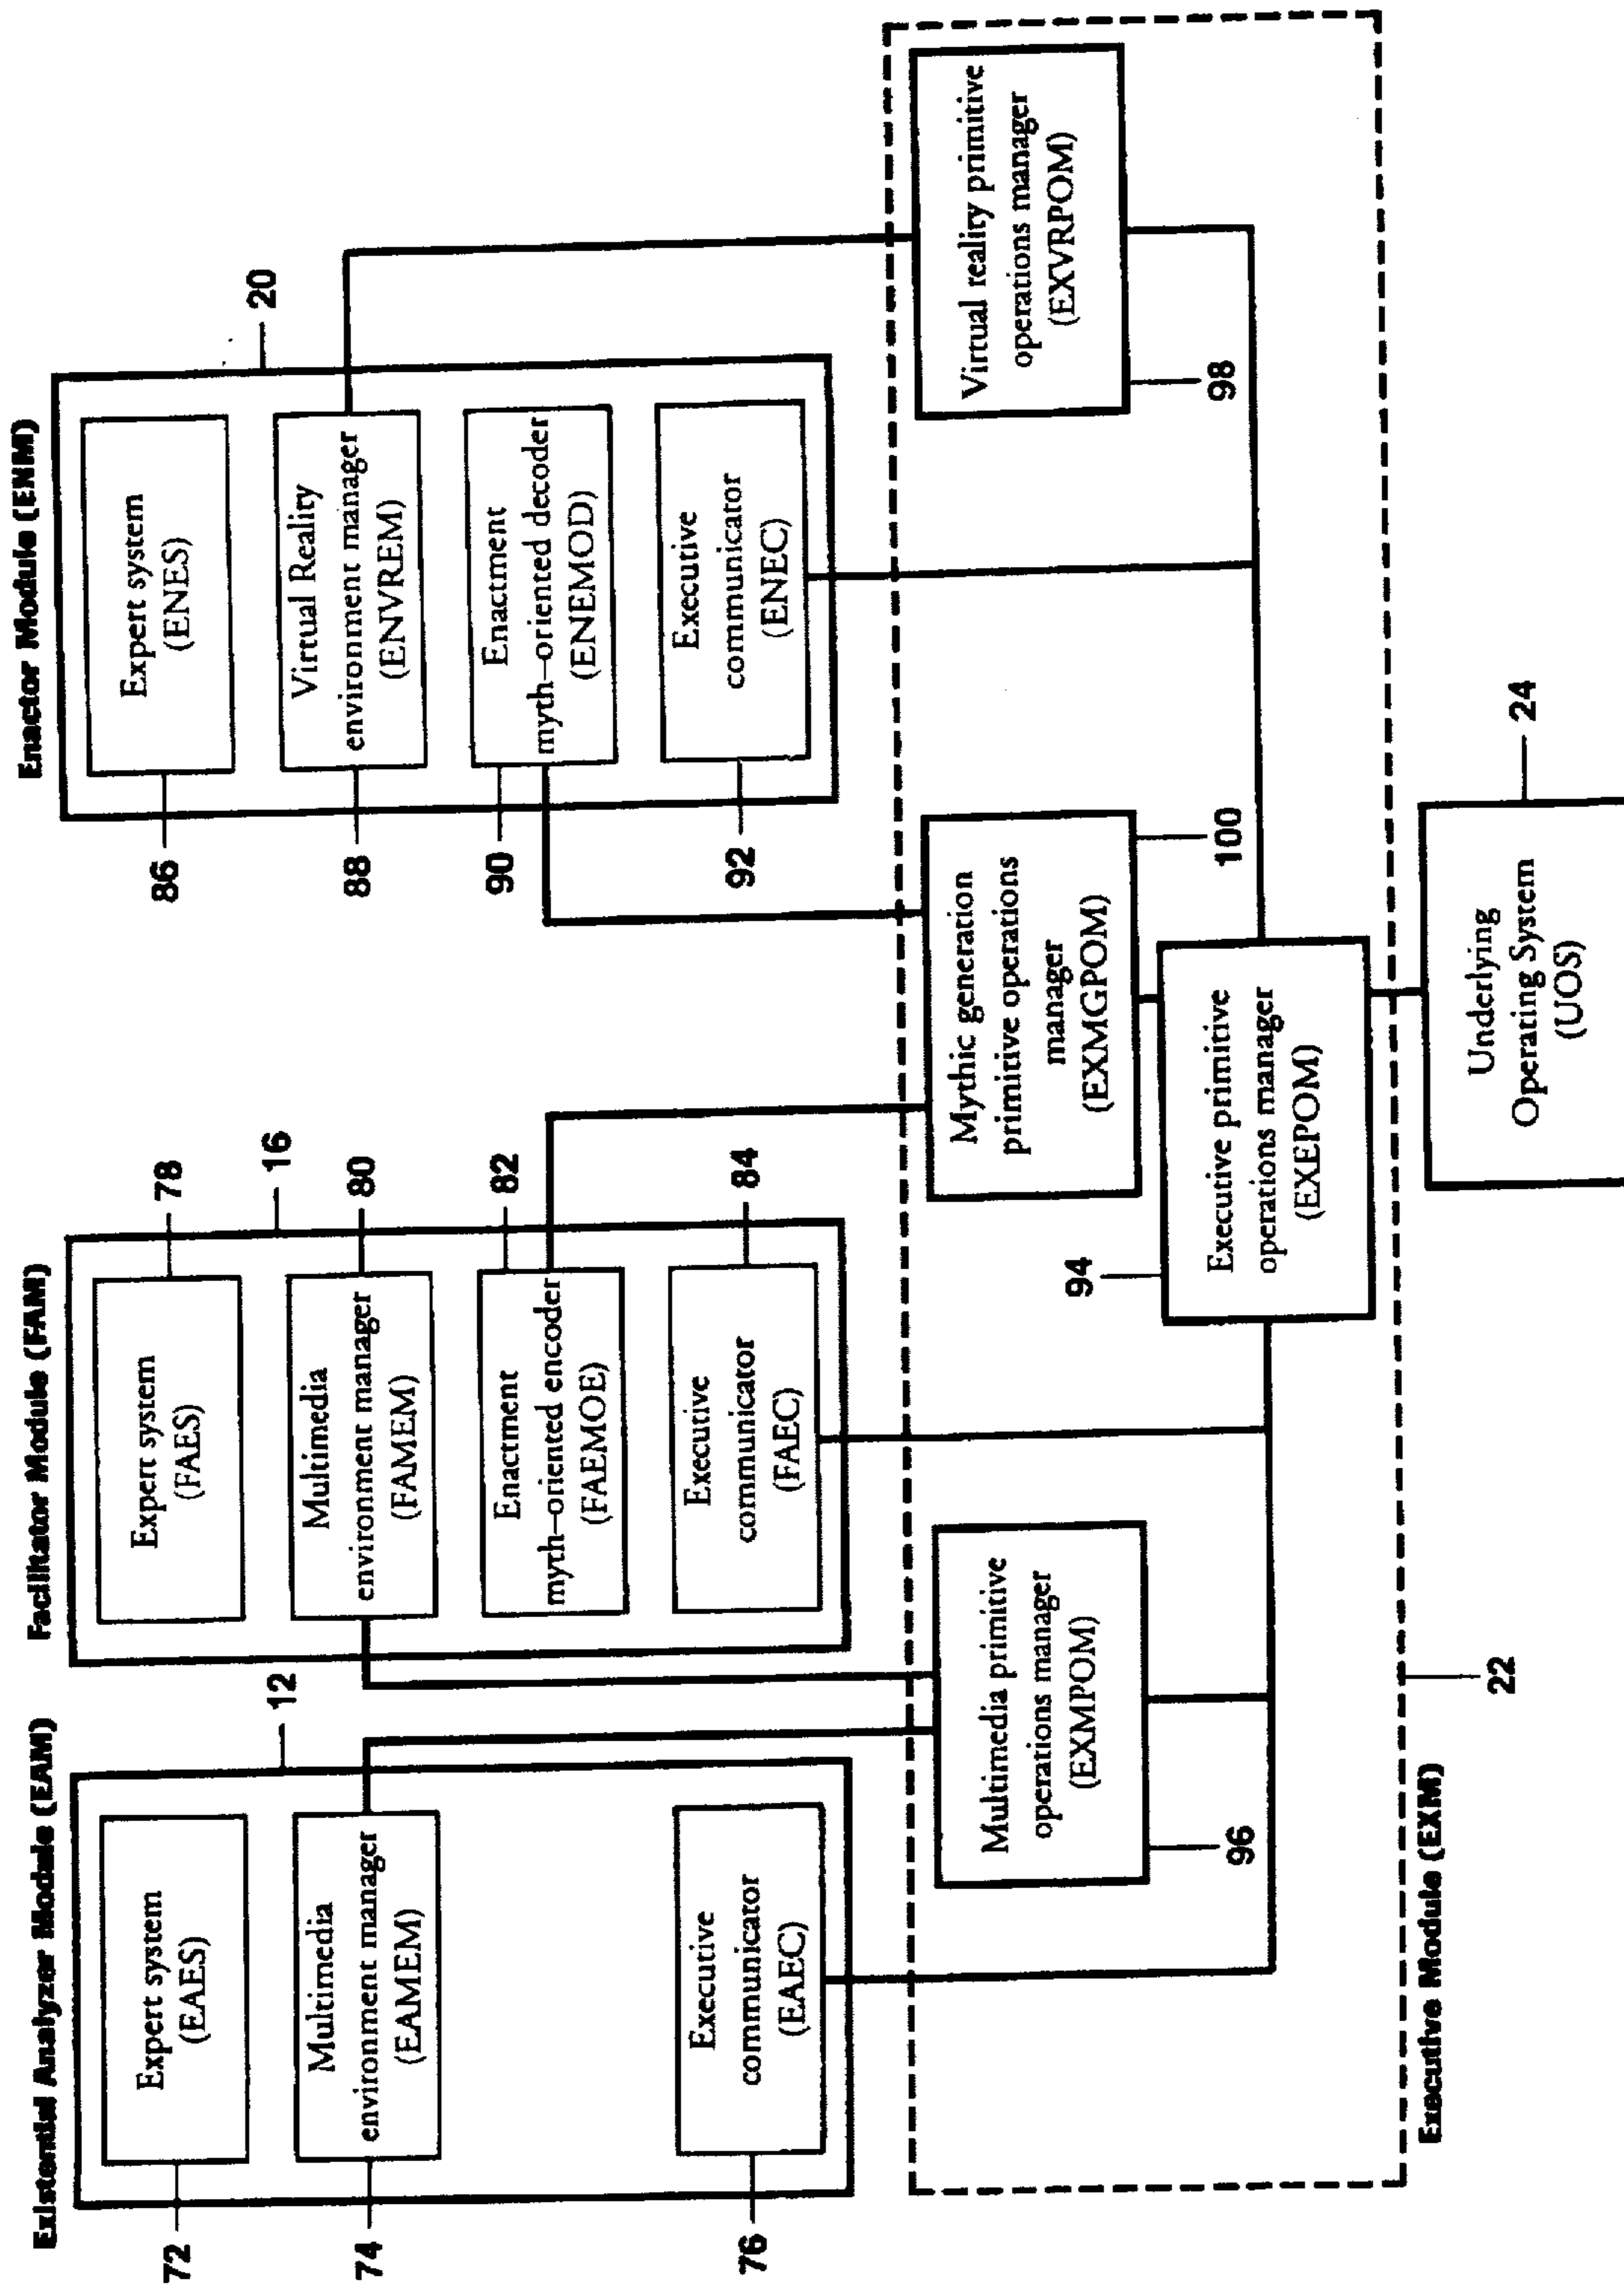 Existential Analyzer Module (EAM)
12
72
Expert system
(EAES)
74
Multimedia
environment manager
(EAMEM)
76
Executive
communicator
(EAEC)
Facilitator Module (FAM)
16
Expert system
(FAES)
78
Multimedia
environment manager
(FAMEM)
80
Enactment
myth-oriented encoder
(FAEMOE)
82
Executive
communicator
(FAEC)
84
Enactor Module (ENM)
20
86
Expert system
(ENES)
88
Virtual Reality
environment manager
(ENVREM)
90
Enactment
myth-oriented decoder
(ENEMOD)
92
Executive
communicator
(ENEC)
Multimedia primitive
operations manager
(EXMPOM)
96
Mythic generation
primitive operations
manager
(EXMGPOM)
100
Virtual reality primitive
operations manager
(EXVRPOM)
98
94
Executive primitive
operations manager
(EXEPOM)
Executive Module (EXM)
22
Underlying
Operating System
(UOS)
24